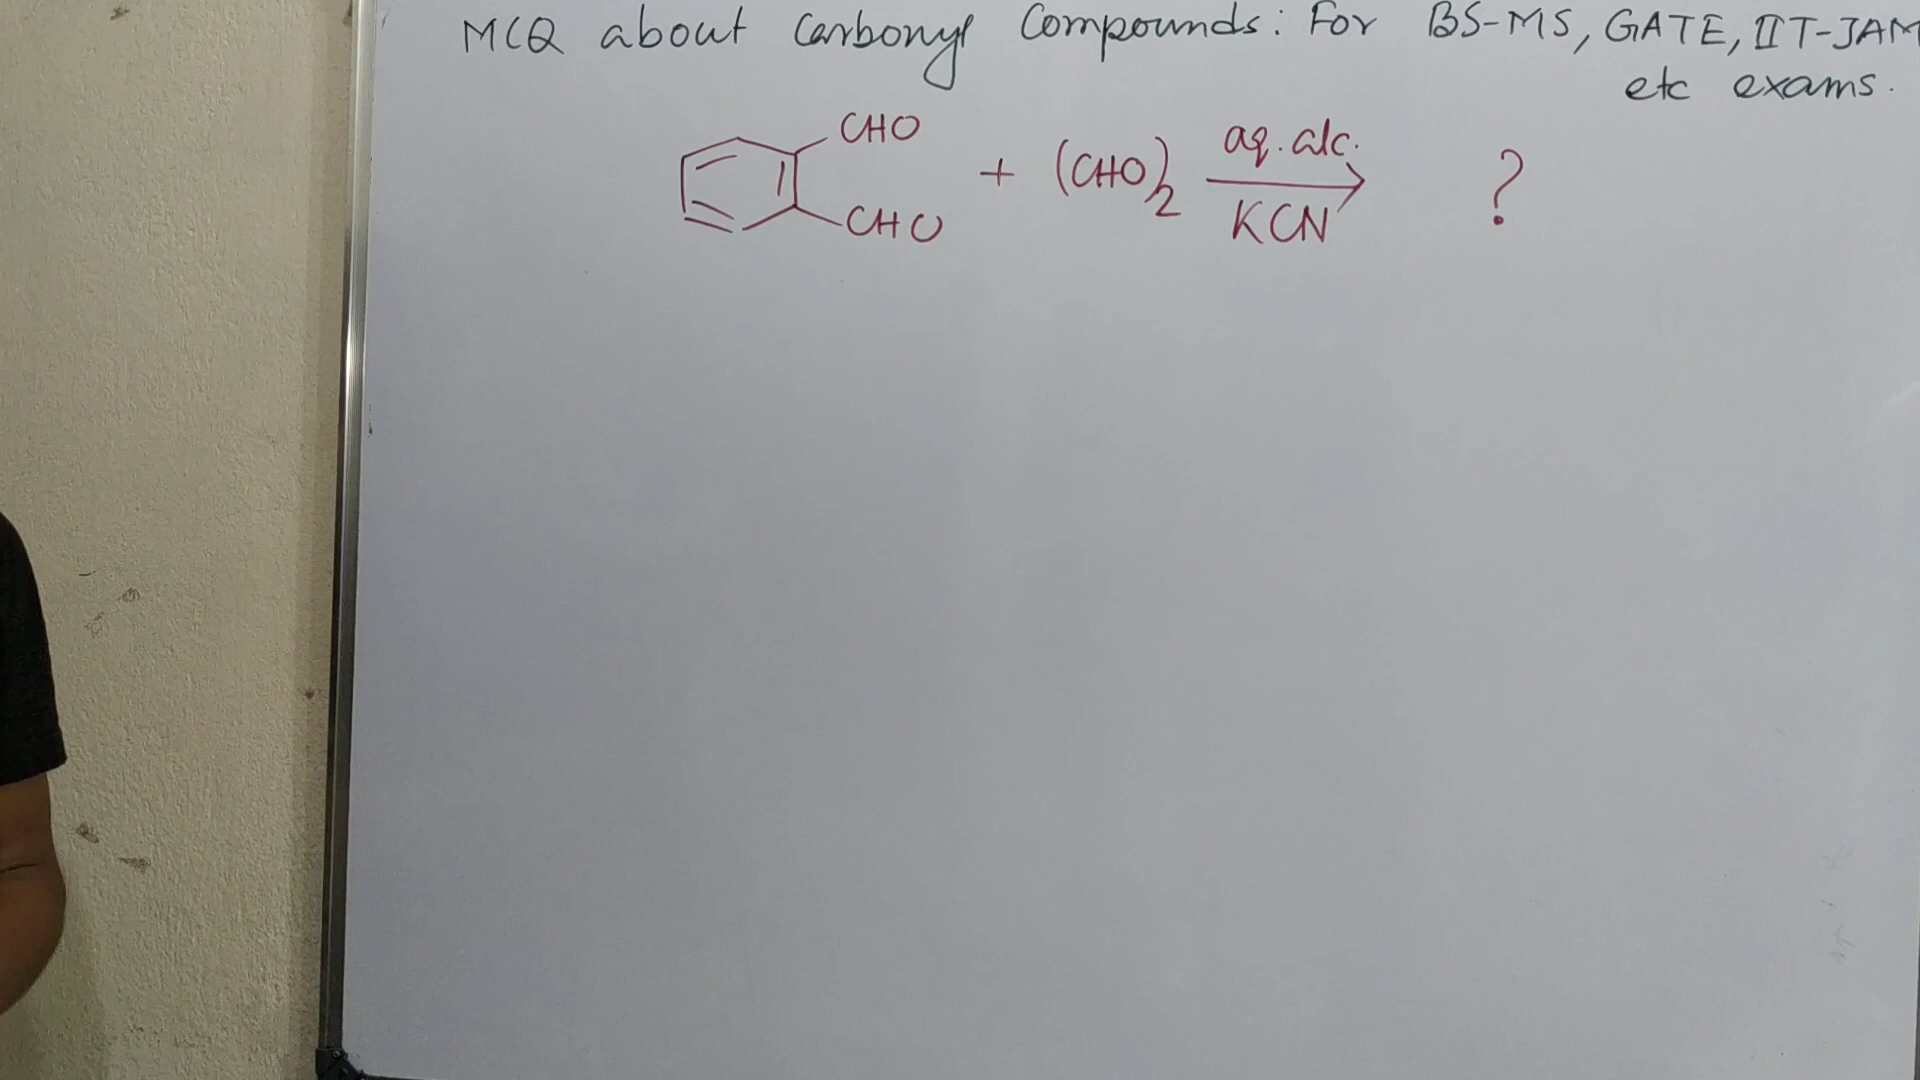 MCQ about Carbonyl Compounds: For BS-MS, GATE, IIT-JAM
etc exams.
CHO
CHO
+ (CHO)2
aq. alc.
KCN
?